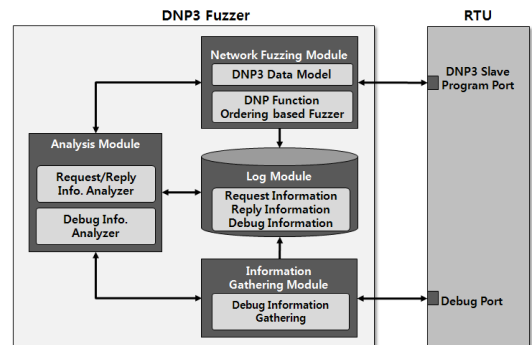 DNP3 Fuzzer
RTU
Network Fuzzing Module
DNP3 Data Model
DNP Function
Ordering based Fuzzer
DNP3 Slave
Program Port
Analysis Module
Request/Reply
Info. Analyzer
Debug Info.
Analyzer
Log Module
Request Information
Reply Information
Debug Information
Information
Gathering Module
Debug Information
Gathering
Debug Port